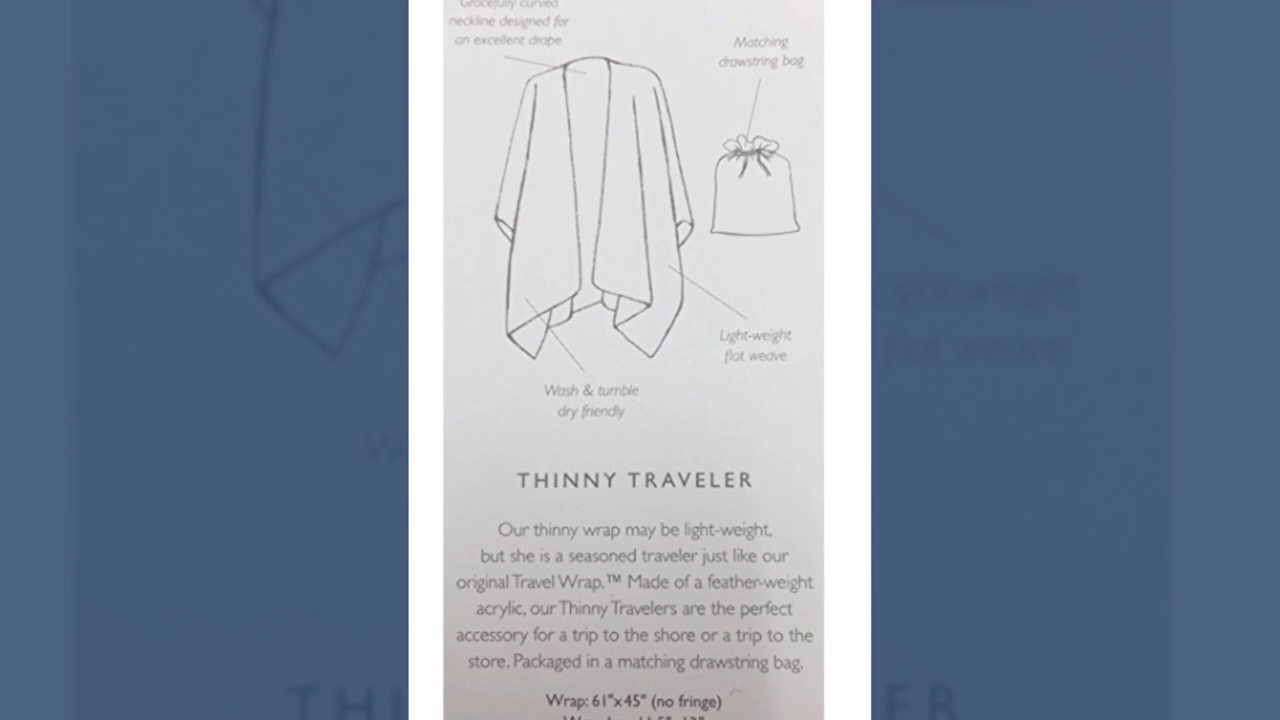 Gracefully curved
neckline designed for
an excellent drape
Matching
drawstring bag
Light-weight
flat weave
Wash & tumble
dry friendly
THINNY TRAVELER
Our thinny wrap may be light-weight,
but she is a seasoned traveler just like our
original Travel Wrap.™ Made of a feather-weight
acrylic, our Thinny Travelers are the perfect
accessory for a trip to the shore or a trip to the
store. Packaged in a matching drawstring bag.
Wrap: 61"x45" (no fringe)